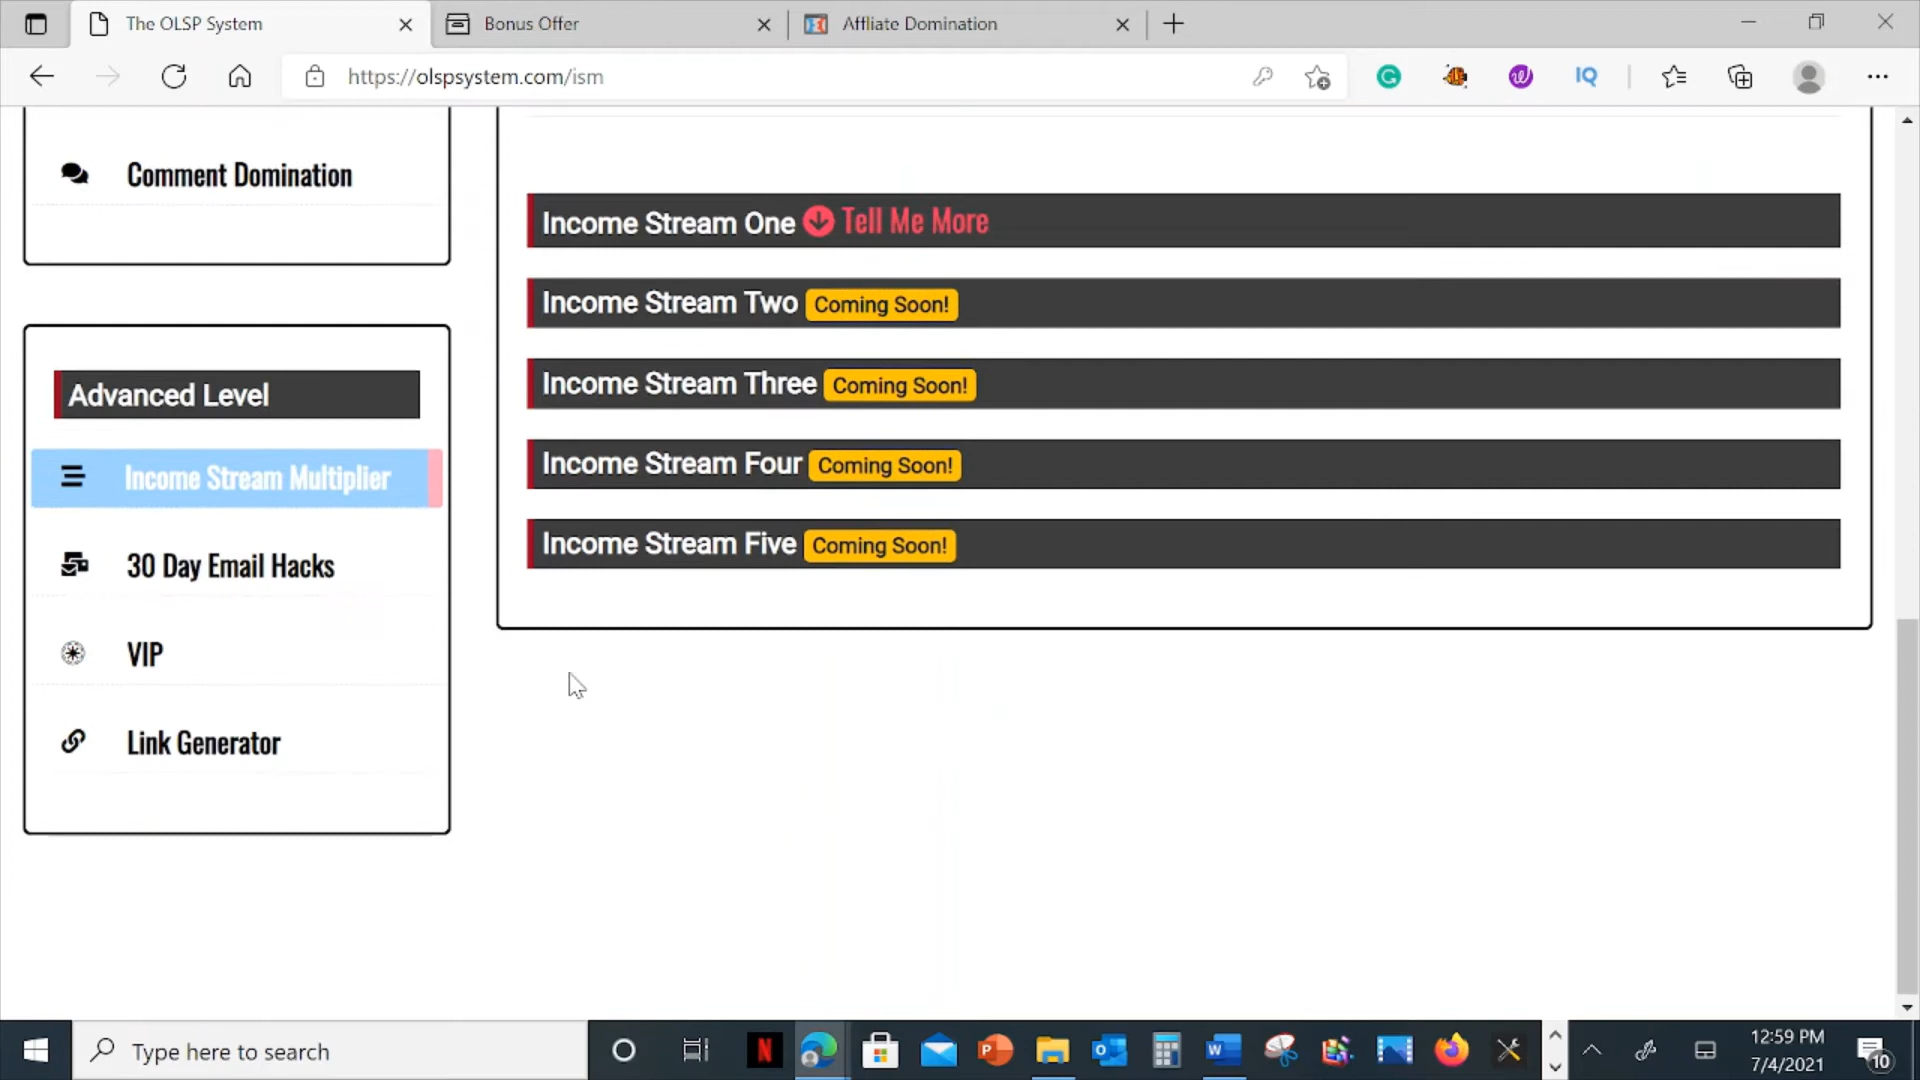 The OLSP System
Bonus Offer
Affliate Domination
https://olspsystem.com/ism
IQ
Comment Domination
Advanced Level
Income Stream Multiplier
30 Day Email Hacks
VIP
Link Generator
Income Stream One Tell Me More
Income Stream Two Coming Soon!
Income Stream Three Coming Soon!
Income Stream Four Coming Soon!
Income Stream Five Coming Soon!
Type here to search
12:59 PM
7/4/2021
10